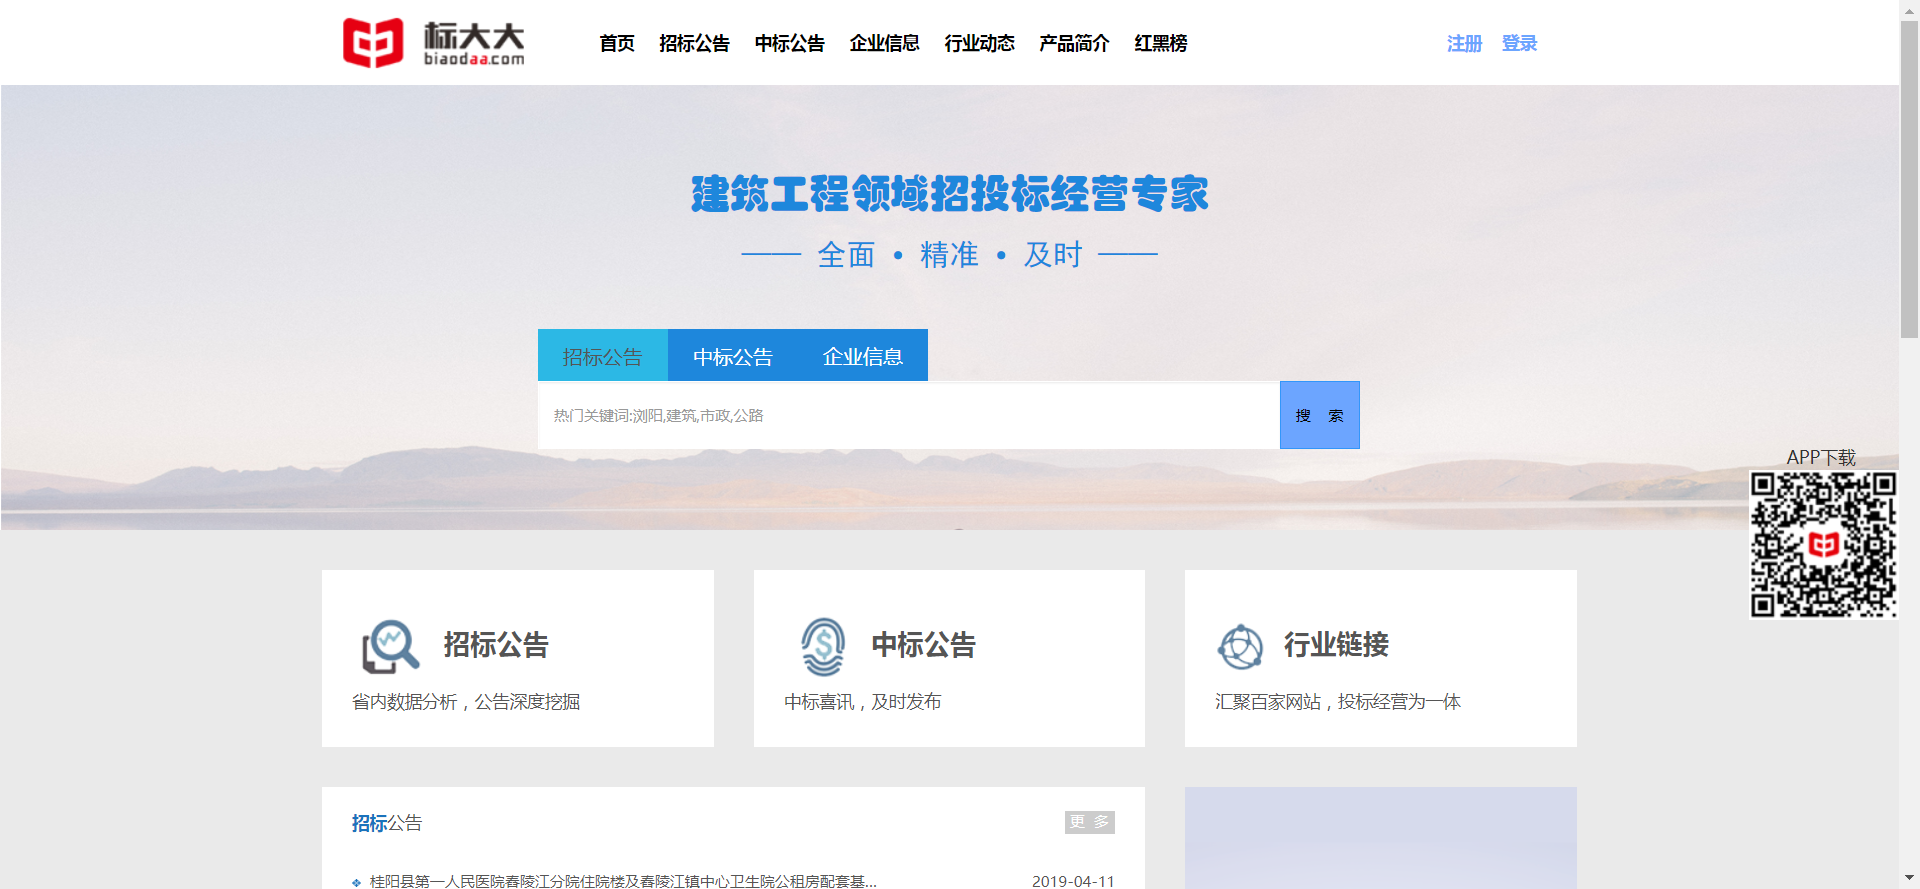 标大大
biaodaa.com
首页 招标公告 中标公告 企业信息 行业动态 产品简介 红黑榜
注册 登录
建筑工程领域招投标经营专家
—— 全面 • 精准 • 及时 ——
招标公告 中标公告 企业信息
热门关键词:浏阳,建筑,市政,公路
搜 索
APP下载
招标公告
省内数据分析，公告深度挖掘
中标公告
中标喜讯，及时发布
行业链接
汇聚百家网站，投标经营为一体
招标公告
更 多
桂阳县第一人民医院舂陵江分院住院楼及舂陵江镇中心卫生院公租房配套基... 2019-04-11